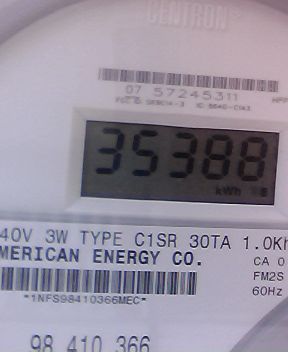 CENTRON
07 57245311
35388
kWh
40V 3W TYPE C1SR 30TA 1.0Kh
MERICAN ENERGY CO.
CA 0
FM2S
*1NFS98410366MEC*
60Hz
98 410 366